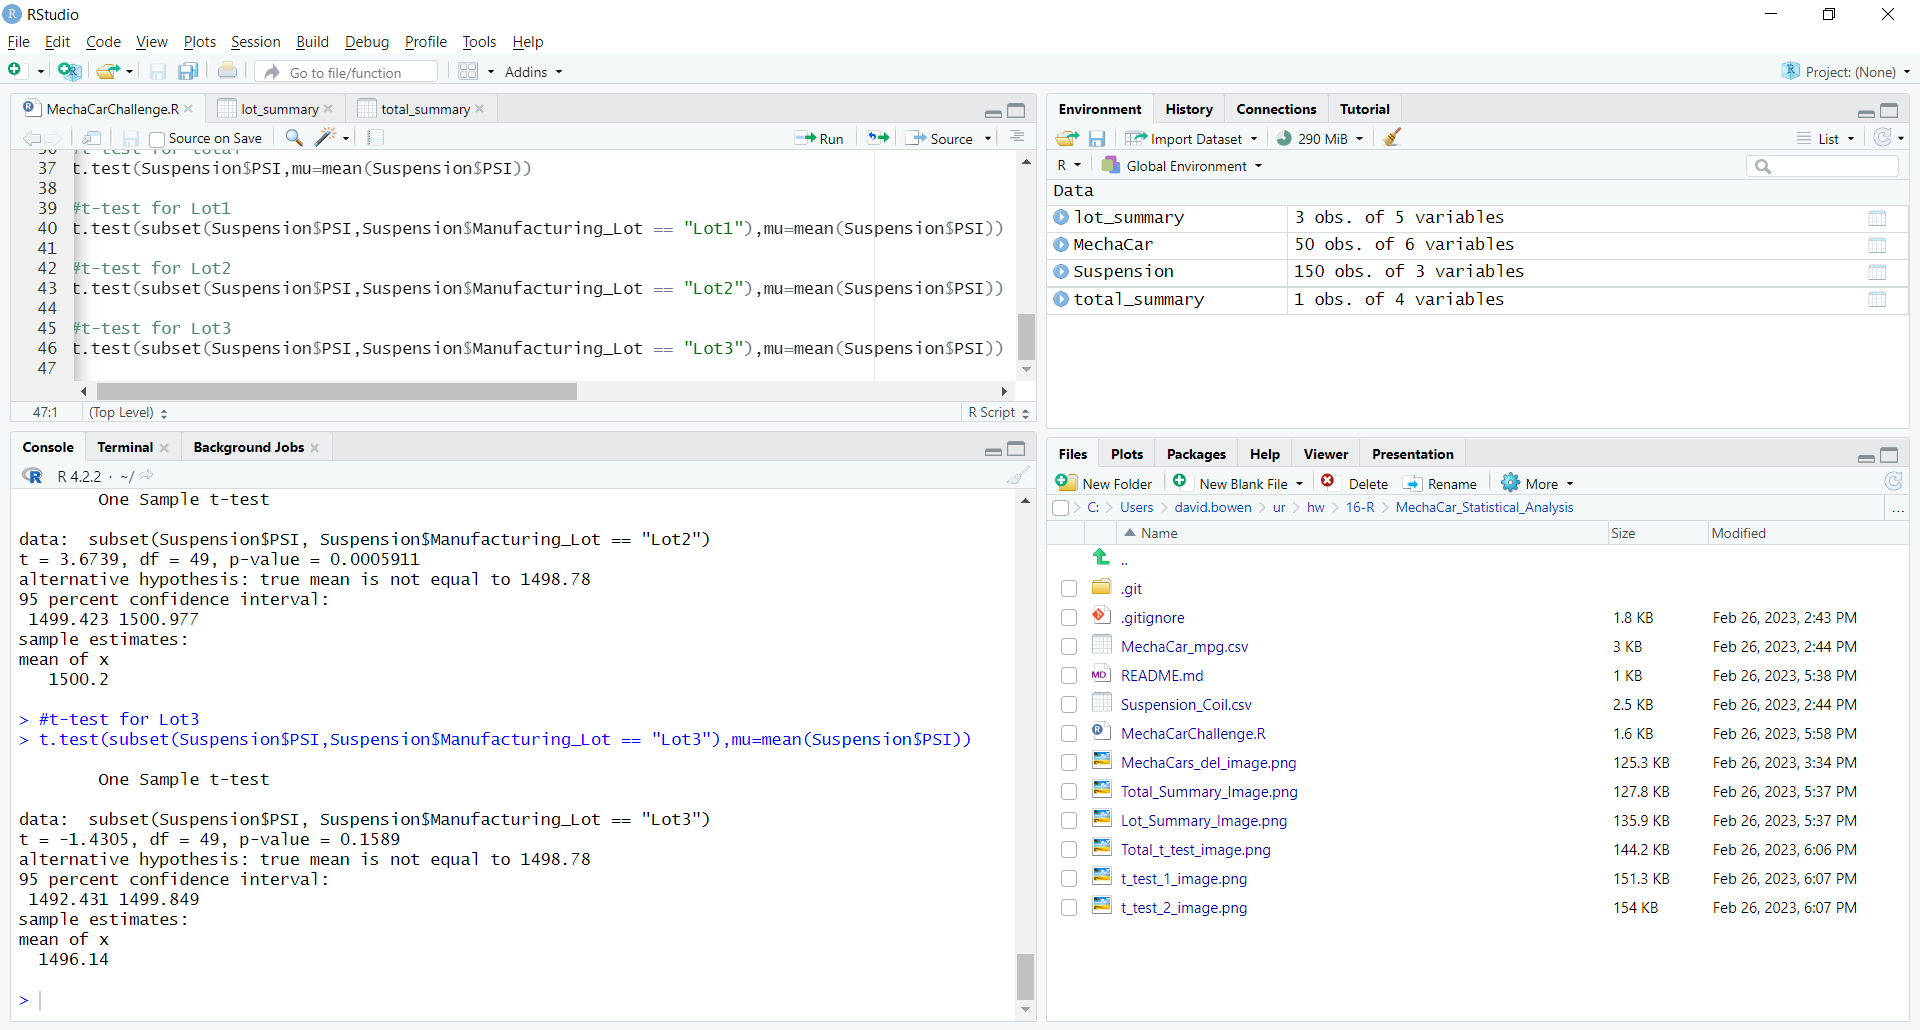 RStudio
File Edit Code View Plots Session Build Debug Profile Tools Help
Go to file/function Addins Project: (None)
MechaCarChallenge.R lot_summary total_summary
Source on Save Run Source
36 #t-test for total
37 t.test(Suspension$PSI,mu=mean(Suspension$PSI))
38
39 #t-test for Lot1
40 t.test(subset(Suspension$PSI,Suspension$Manufacturing_Lot == "Lot1"),mu=mean(Suspension$PSI))
41
42 #t-test for Lot2
43 t.test(subset(Suspension$PSI,Suspension$Manufacturing_Lot == "Lot2"),mu=mean(Suspension$PSI))
44
45 #t-test for Lot3
46 t.test(subset(Suspension$PSI,Suspension$Manufacturing_Lot == "Lot3"),mu=mean(Suspension$PSI))
47
47:1 (Top Level) R Script
Console Terminal Background Jobs
R 4.2.2 · ~/
One Sample t-test
data: subset(Suspension$PSI, Suspension$Manufacturing_Lot == "Lot2")
t = 3.6739, df = 49, p-value = 0.0005911
alternative hypothesis: true mean is not equal to 1498.78
95 percent confidence interval:
1499.423 1500.977
sample estimates:
mean of x
1500.2
> #t-test for Lot3
> t.test(subset(Suspension$PSI,Suspension$Manufacturing_Lot == "Lot3"),mu=mean(Suspension$PSI))
One Sample t-test
data: subset(Suspension$PSI, Suspension$Manufacturing_Lot == "Lot3")
t = -1.4305, df = 49, p-value = 0.1589
alternative hypothesis: true mean is not equal to 1498.78
95 percent confidence interval:
1492.431 1499.849
sample estimates:
mean of x
1496.14
>
Environment History Connections Tutorial
Import Dataset 290 MiB List
R Global Environment
Data
lot_summary 3 obs. of 5 variables
MechaCar 50 obs. of 6 variables
Suspension 150 obs. of 3 variables
total_summary 1 obs. of 4 variables
Files Plots Packages Help Viewer Presentation
New Folder New Blank File Delete Rename More
C: > Users > david.bowen > ur > hw > 16-R > MechaCar_Statistical_Analysis ...
Name Size Modified
..
.git
.gitignore 1.8 KB Feb 26, 2023, 2:43 PM
MechaCar_mpg.csv 3 KB Feb 26, 2023, 2:44 PM
README.md 1 KB Feb 26, 2023, 5:38 PM
Suspension_Coil.csv 2.5 KB Feb 26, 2023, 2:44 PM
MechaCarChallenge.R 1.6 KB Feb 26, 2023, 5:58 PM
MechaCars_del_image.png 125.3 KB Feb 26, 2023, 3:34 PM
Total_Summary_Image.png 127.8 KB Feb 26, 2023, 5:37 PM
Lot_Summary_Image.png 135.9 KB Feb 26, 2023, 5:37 PM
Total_t_test_image.png 144.2 KB Feb 26, 2023, 6:06 PM
t_test_1_image.png 151.3 KB Feb 26, 2023, 6:07 PM
t_test_2_image.png 154 KB Feb 26, 2023, 6:07 PM